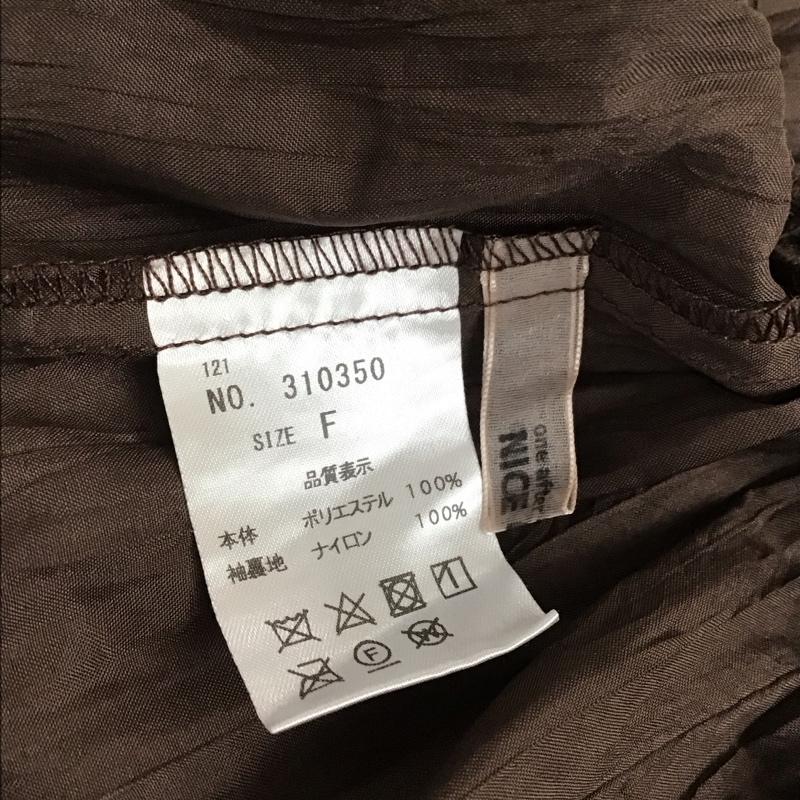 121
NO. 310350
SIZE F
品質表示
本体 ポリエステル 100%
袖裏地 ナイロン 100%
F
W
one after
NICE